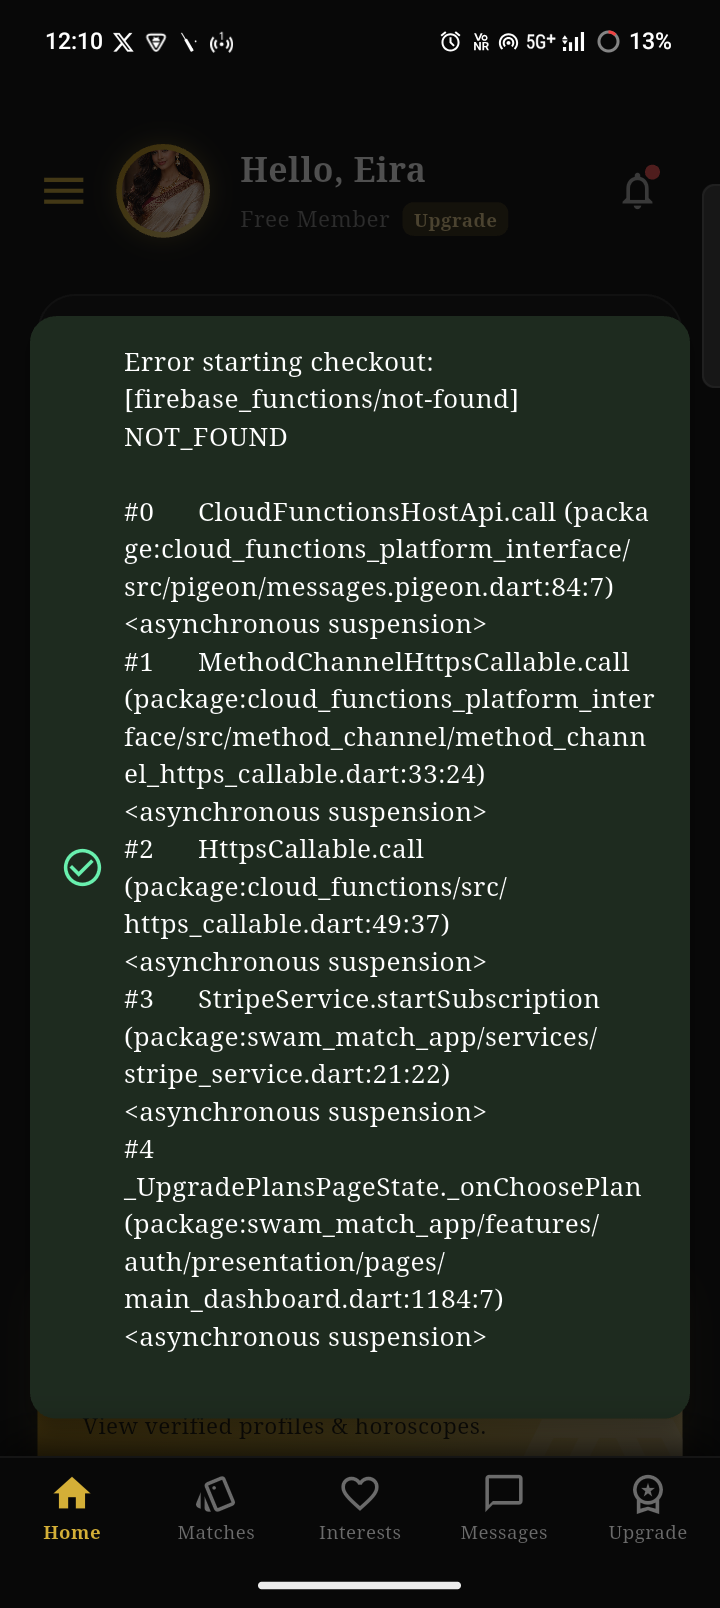 12:10
1
Vo
NR
5G+
13%
Hello, Eira
Free Member
Upgrade
Error starting checkout:
[firebase_functions/not-found]
NOT_FOUND
#0 CloudFunctionsHostApi.call (packa
ge:cloud_functions_platform_interface/
src/pigeon/messages.pigeon.dart:84:7)
<asynchronous suspension>
#1 MethodChannelHttpsCallable.call
(package:cloud_functions_platform_inter
face/src/method_channel/method_chann
el_https_callable.dart:33:24)
<asynchronous suspension>
#2 HttpsCallable.call
(package:cloud_functions/src/
https_callable.dart:49:37)
<asynchronous suspension>
#3 StripeService.startSubscription
(package:swam_match_app/services/
stripe_service.dart:21:22)
<asynchronous suspension>
#4
_UpgradePlansPageState._onChoosePlan
(package:swam_match_app/features/
auth/presentation/pages/
main_dashboard.dart:1184:7)
<asynchronous suspension>
View verified profiles & horoscopes.
Home
Matches
Interests
Messages
Upgrade